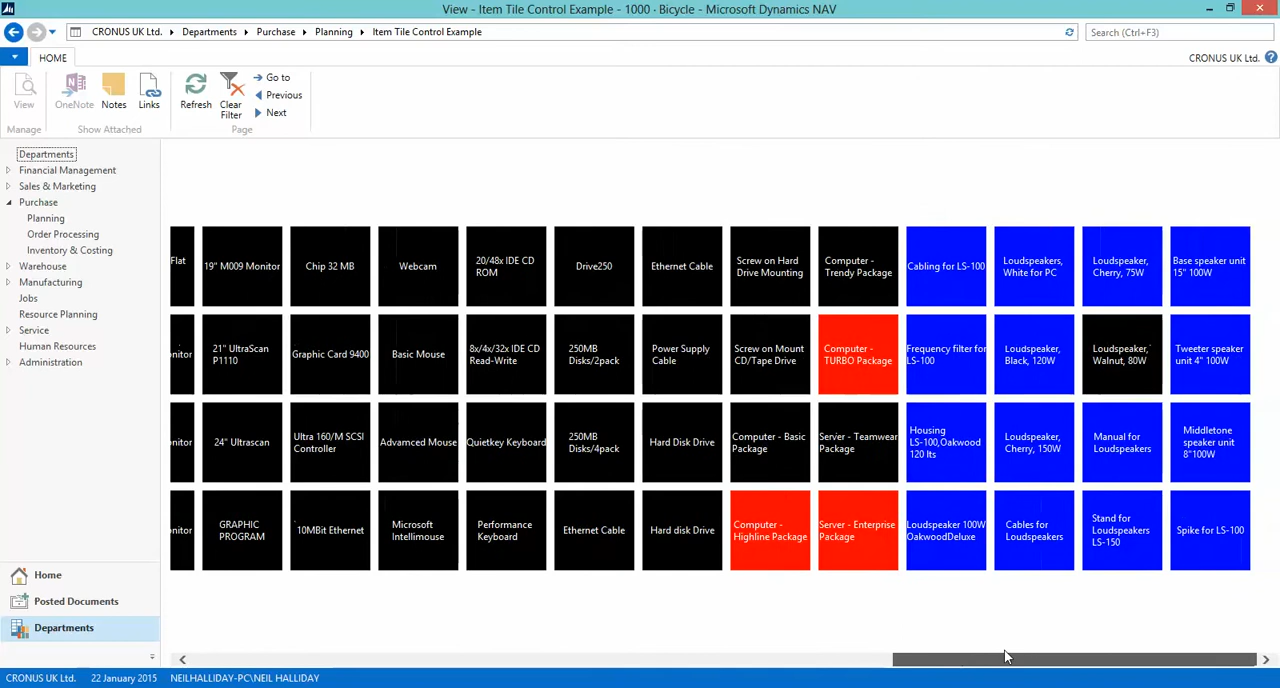 View - Item Tile Control Example - 1000 · Bicycle - Microsoft Dynamics NAV
CRONUS UK Ltd. Departments Purchase Planning Item Tile Control Example
Search (Ctrl+F3)
HOME
CRONUS UK Ltd.
View
OneNote
Notes
Links
Refresh
Clear
Filter
Go to
Previous
Next
Manage
Show Attached
Page
Departments
Financial Management
Sales & Marketing
Purchase
Planning
Order Processing
Inventory & Costing
Warehouse
Manufacturing
Jobs
Resource Planning
Service
Human Resources
Administration
Home
Posted Documents
Departments
Flat
19" M009 Monitor
Chip 32 MB
Webcam
20/48x IDE CD
ROM
Drive250
Ethernet Cable
Screw on Hard
Drive Mounting
Computer -
Trendy Package
Cabling for LS-100
Loudspeakers,
White for PC
Loudspeaker,
Cherry, 75W
Base speaker unit
15" 100W
onitor
21" UltraScan
P1110
Graphic Card 9400
Basic Mouse
8x/4x/32x IDE CD
Read-Write
250MB
Disks/2pack
Power Supply
Cable
Screw on Mount
CD/Tape Drive
Computer -
TURBO Package
Frequency filter for
LS-100
Loudspeaker,
Black, 120W
Loudspeaker,
Walnut, 80W
Tweeter speaker
unit 4" 100W
onitor
24" Ultrascan
Ultra 160/M SCSI
Controller
Advamced Mouse
Quietkey Keyboard
250MB
Disks/4pack
Hard Disk Drive
Computer - Basic
Package
Server - Teamwear
Package
Housing
LS-100,Oakwood
120 lts
Loudspeaker,
Cherry, 150W
Manual for
Loudspeakers
Middletone
speaker unit
8"100W
onitor
GRAPHIC
PROGRAM
10MBit Ethernet
Microsoft
Intellimouse
Performance
Keyboard
Ethernet Cable
Hard disk Drive
Computer -
Highline Package
Server - Enterprise
Package
Loudspeaker 100W
OakwoodDeluxe
Cables for
Loudspeakers
Stand for
Loudspeakers
LS-150
Spike for LS-100
CRONUS UK Ltd. 22 January 2015 NEILHALLIDAY-PC\NEIL HALLIDAY